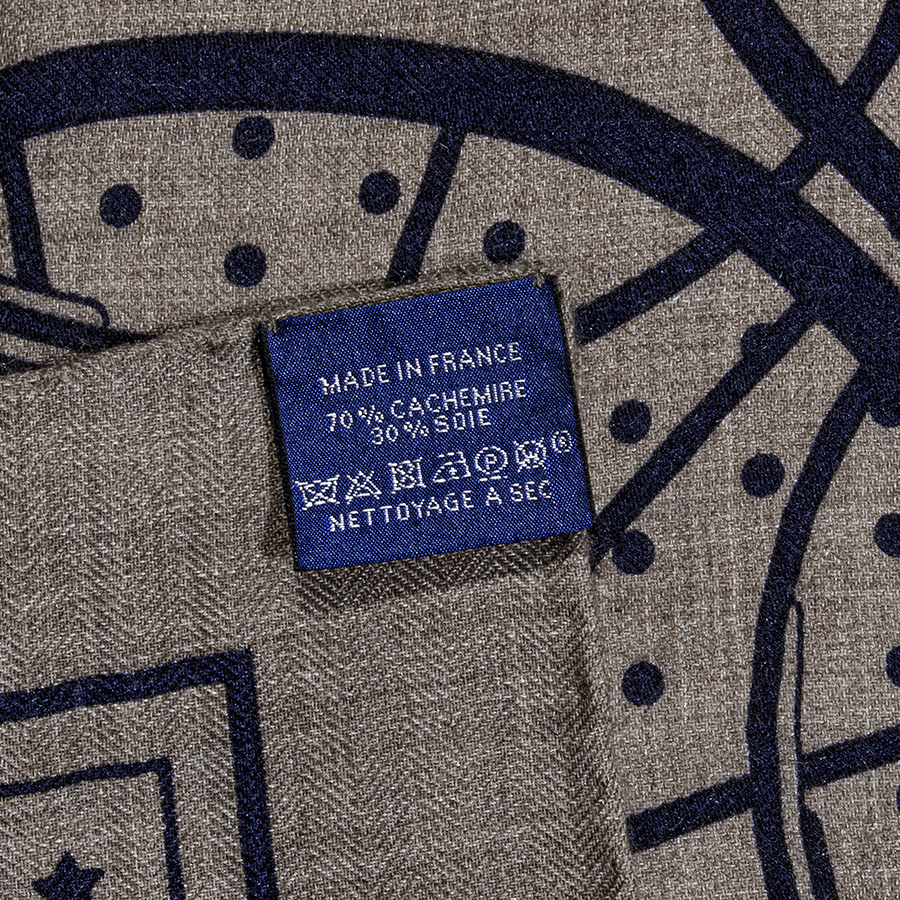 MADE IN FRANCE
70% CACHEMIRE
30% SOIE
P W ®
NETTOYAGE A SEC